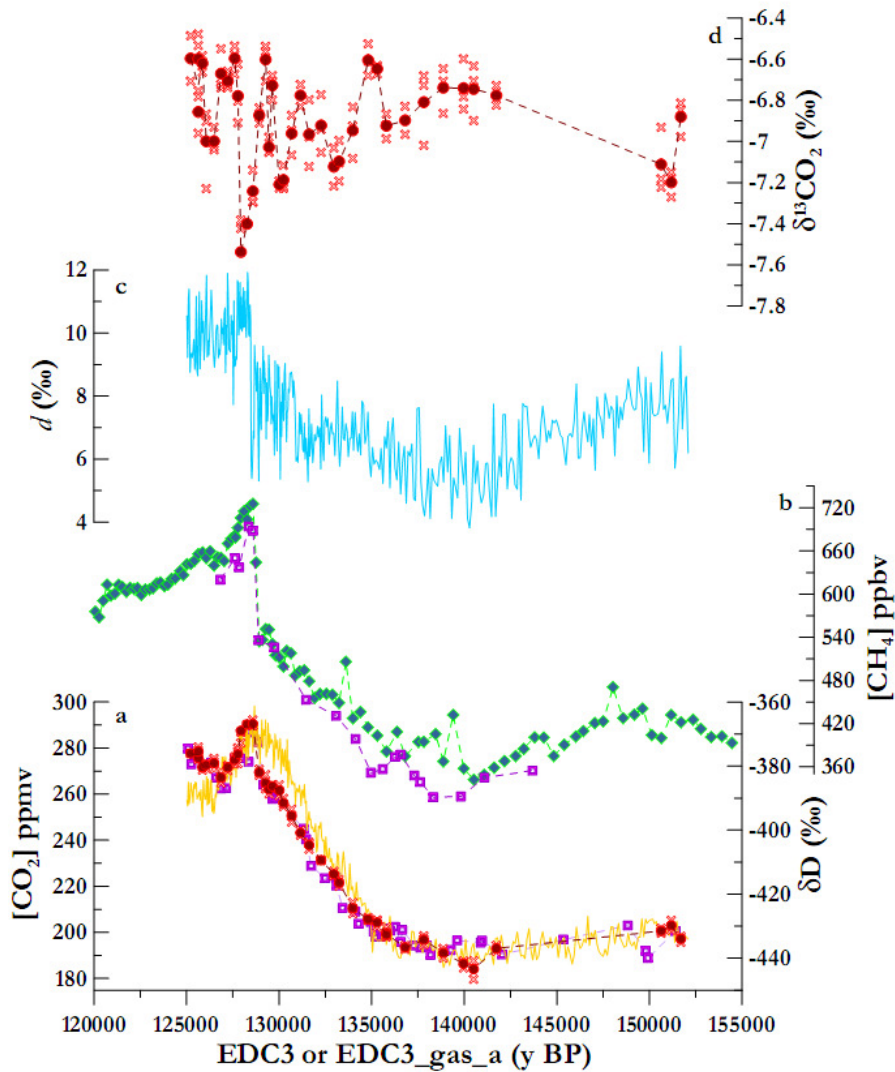 d
-6.4
-6.6
-6.8
-7
-7.2
-7.4
-7.6
-7.8
δ¹³CO₂ (‰)
c
12
10
8
6
4
d (‰)
b
720
660
600
540
480
420
360
[CH₄] ppbv
a
300
280
260
240
220
200
180
[CO₂] ppmv
-360
-380
-400
-420
-440
δD (‰)
120000 125000 130000 135000 140000 145000 150000 155000
EDC3 or EDC3_gas_a (y BP)